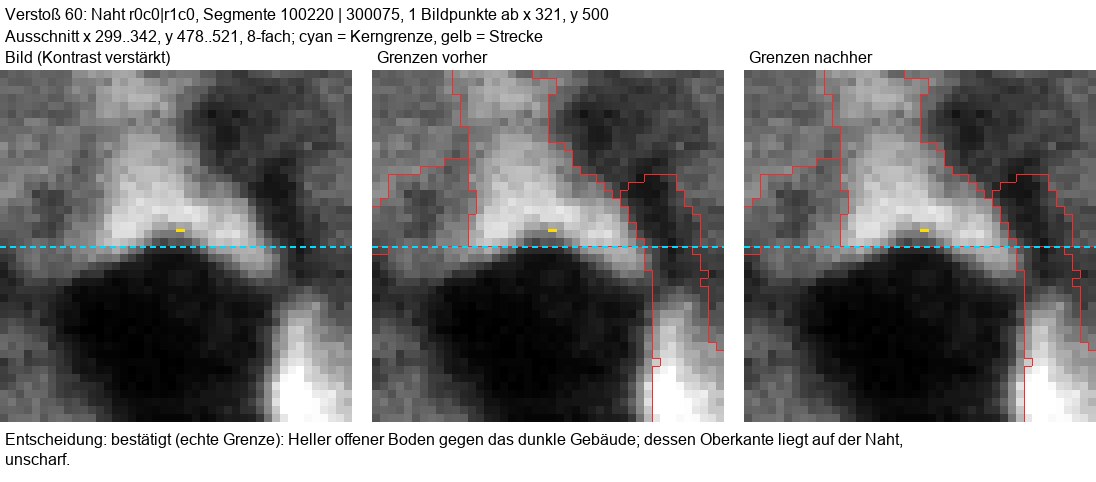 Verstoß 60: Naht r0c0|r1c0, Segmente 100220 | 300075, 1 Bildpunkte ab x 321, y 500
Ausschnitt x 299..342, y 478..521, 8-fach; cyan = Kerngrenze, gelb = Strecke
Bild (Kontrast verstärkt) Grenzen vorher Grenzen nachher
Entscheidung: bestätigt (echte Grenze): Heller offener Boden gegen das dunkle Gebäude; dessen Oberkante liegt auf der Naht,
unscharf.